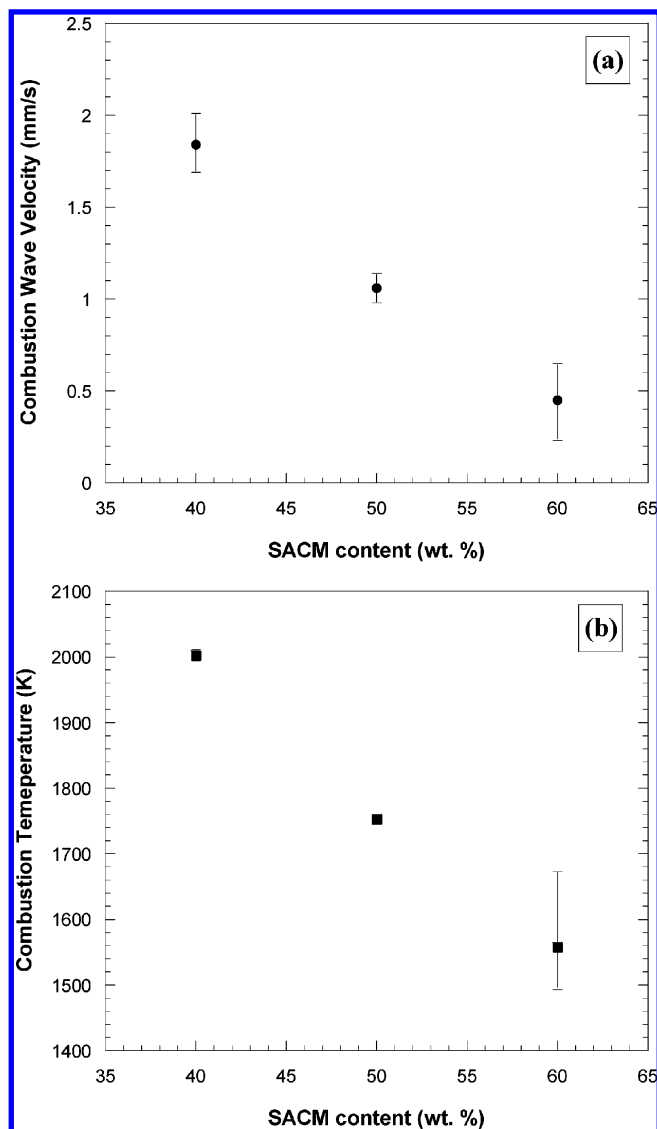 (a)
Combustion Wave Velocity (mm/s)
2.5
2
1.5
1
0.5
0
35 40 45 50 55 60 65
SACM content (wt. %)
(b)
Combustion Temeperature (K)
2100
2000
1900
1800
1700
1600
1500
1400
35 40 45 50 55 60 65
SACM content (wt. %)